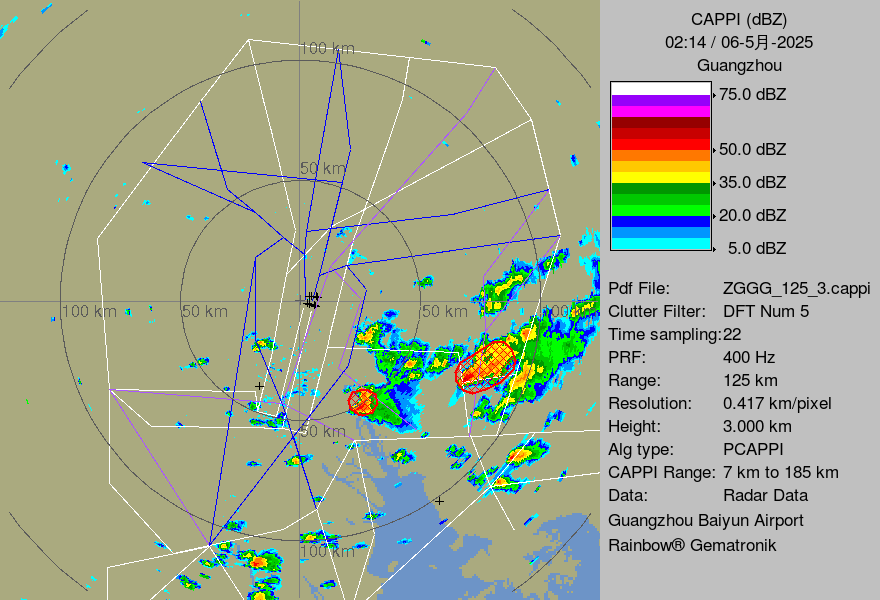 CAPPI (dBZ)
02:14 / 06-5月-2025
Guangzhou
75.0 dBZ
50.0 dBZ
35.0 dBZ
20.0 dBZ
5.0 dBZ
Pdf File: ZGGG_125_3.cappi
Clutter Filter: DFT Num 5
Time sampling:22
PRF: 400 Hz
Range: 125 km
Resolution: 0.417 km/pixel
Height: 3.000 km
Alg type: PCAPPI
CAPPI Range: 7 km to 185 km
Data: Radar Data
Guangzhou Baiyun Airport
Rainbow® Gematronik
100 km
50 km
100 km
50 km
50 km
100
50 km
100 km